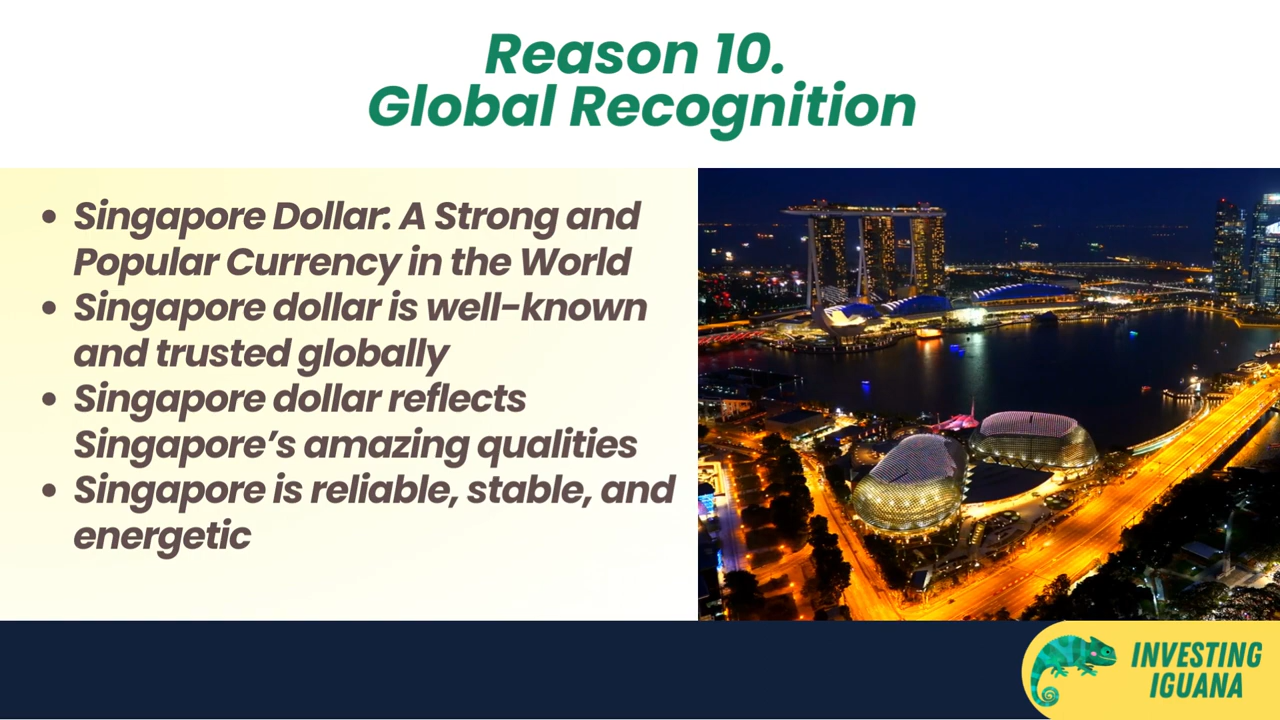 Reason 10.
Global Recognition
• Singapore Dollar: A Strong and
Popular Currency in the World
• Singapore dollar is well-known
and trusted globally
• Singapore dollar reflects
Singapore's amazing qualities
• Singapore is reliable, stable, and
energetic
INVESTING
IGUANA